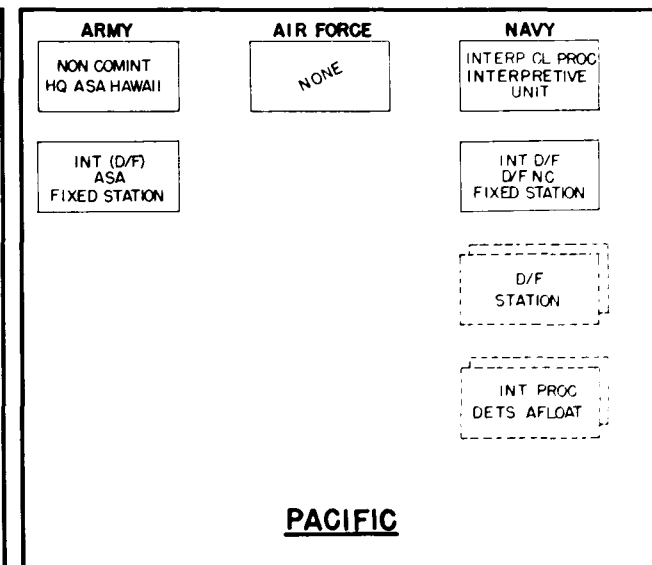 ARMY
NON COMINT
HQ ASA HAWAII
INT (D/F)
ASA
FIXED STATION
AIR FORCE
NONE
NAVY
INTERP CL PROC
INTERPRETIVE
UNIT
INT D/F
D/F NC
FIXED STATION
D/F
STATION
INT PROC
DETS AFLOAT
PACIFIC